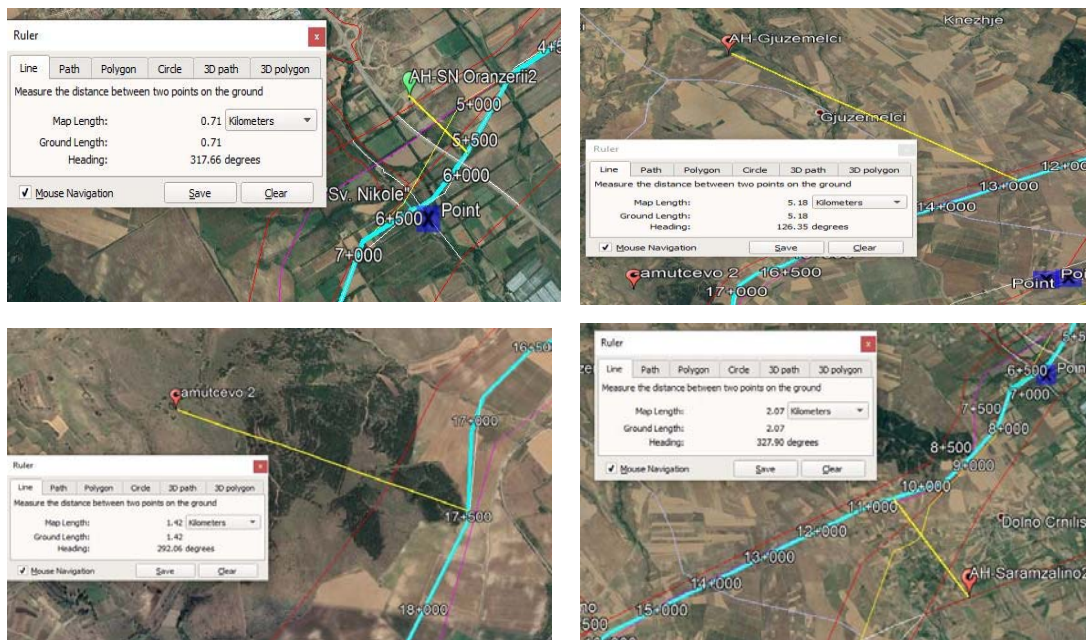 Ruler
Line Path Polygon Circle 3D path 3D polygon
Measure the distance between two points on the ground
Map Length: 0.71 Kilometers
Ground Length: 0.71
Heading: 317.66 degrees
Mouse Navigation Save Clear
AH-SN Oranzerii2
5+000
5+500
6+000
"Sv. Nikole"
6+500
Point
7+000
Knezhje
AH-Gjuzemelci
Gjuzemelci
Ruler
Line Path Polygon Circle 3D path 3D polygon
Measure the distance between two points on the ground
Map Length: 5.18 Kilometers
Ground Length: 5.18
Heading: 126.35 degrees
Mouse Navigation Save Clear
12+000
13+000
14+000
amutcevo 2
16+500
17+000
Point
amutcevo 2
16+50
17+000
Ruler
Line Path Polygon Circle 3D path 3D polygon
Measure the distance between two points on the ground
Map Length: 1.42 Kilometers
Ground Length: 1.42
Heading: 292.06 degrees
Mouse Navigation Save Clear
17+500
18+000
Ruler
Line Path Polygon Circle 3D path 3D polygon
Measure the distance between two points on the ground
Map Length: 2.07 Kilometers
Ground Length: 2.07
Heading: 327.90 degrees
Mouse Navigation Save Clear
6+500
7+000
7+500
8+000
8+500
9+000
10+000
11+000
12+000
Dolno Crnilis
13+000
AH-Saramzalino2
14+000
15+000